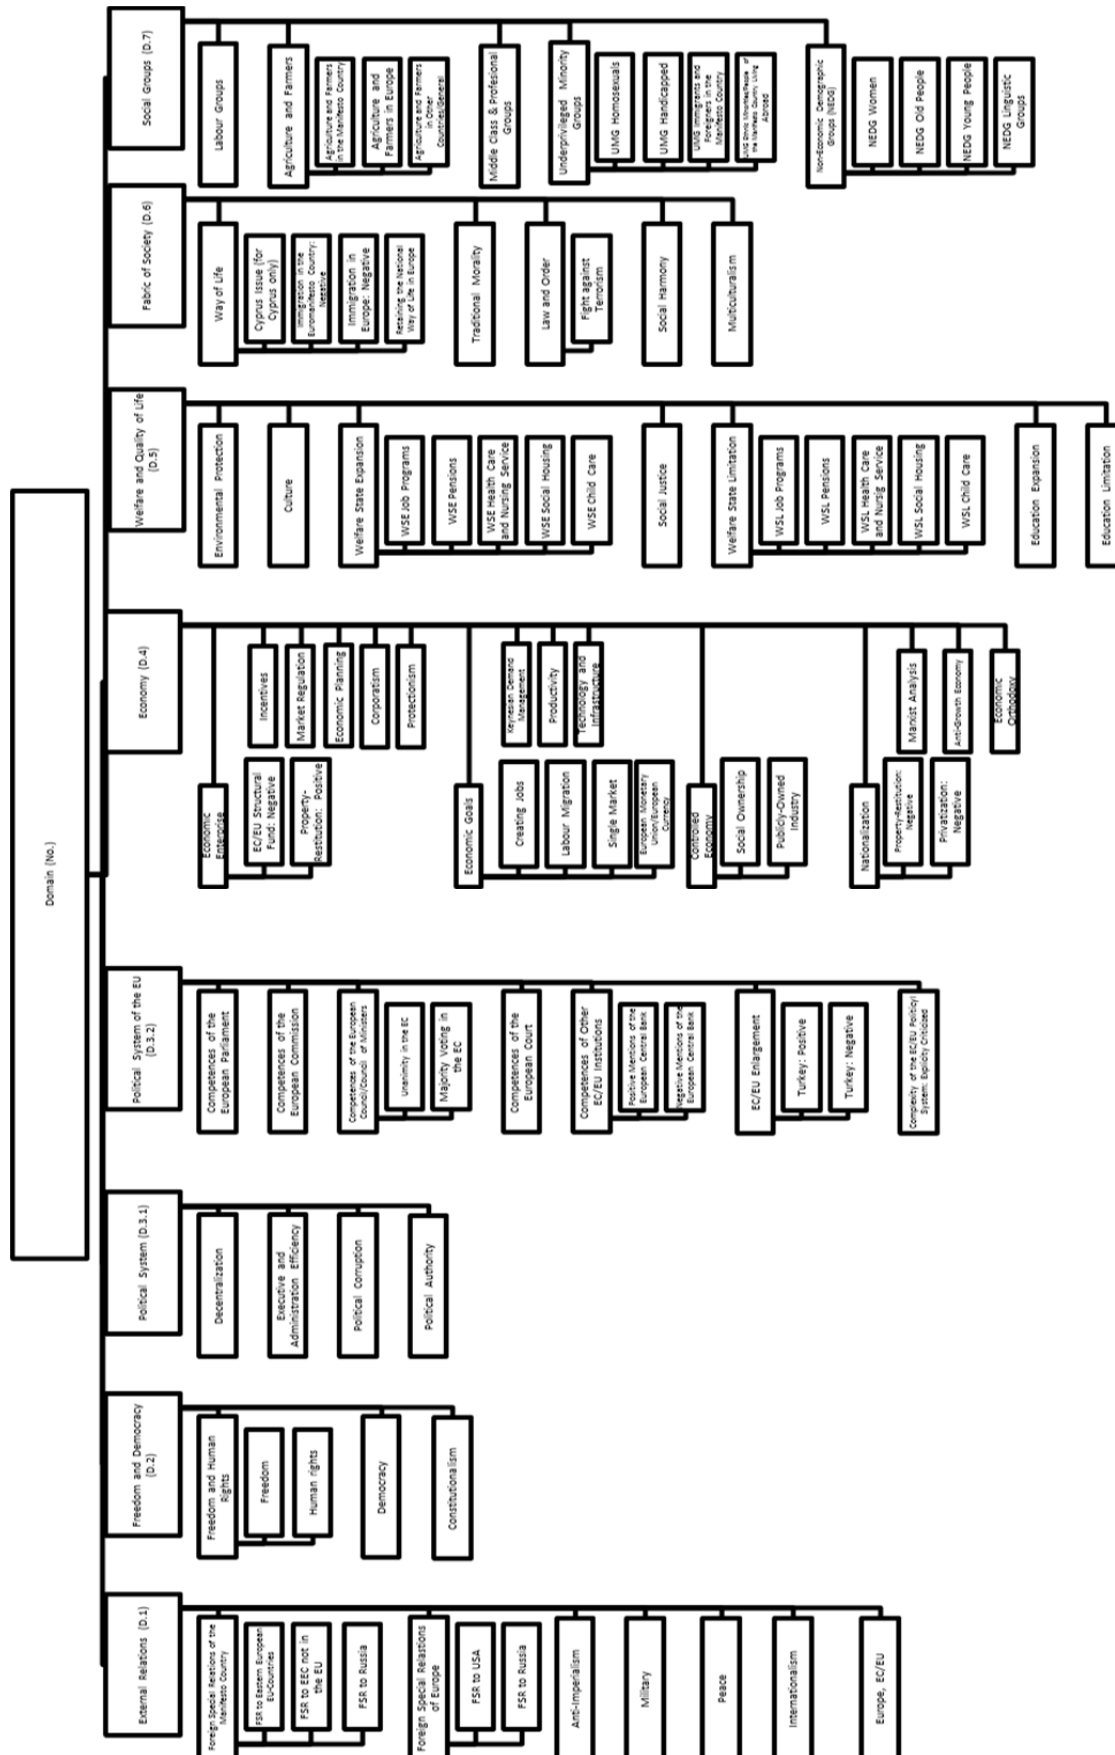 Domain (No.)
External Relations (D.1)
Foreign Special Relations of the
Manifesto Country
FSR to Eastern European
EU-Countries
FSR to EEC not in
the EU
FSR to Russia
Foreign Special Relastions
of Europe
FSR to USA
FSR to Russia
Anti-Imperialism
Military
Peace
Internationalism
Europe, EC/EU
Freedom and Democracy
(D.2)
Freedom and Human
Rights
Freedom
Human rights
Democracy
Constitutionalism
Political System (D.3.1)
Decentralization
Executive and
Administration Efficiency
Political Corruption
Political Authority
Political System of the EU
(D.3.2)
Competences of the
European Parliament
Competences of the
European Commission
Competences of the European
Council/Council of Ministers
Unanimity in the EC
Majority Voting in
the EC
Competences of the
European Court
Competences of Other
EC/EU Institutions
Positive Mentions of the
European Central Bank
Negative Mentions of the
European Central Bank
EC/EU Enlargement
Turkey: Positive
Turkey: Negative
Complexity of the EC/EU Political
System: Explicitly Criticized
Economy (D.4)
Economic
Enterprise
EC/EU Structural
Fund: Negative
Property-
Restitution: Positive
Incentives
Market Regulation
Economic Planning
Corporatism
Protectionism
Economic Goals
Creating Jobs
Labour Migration
Single Market
European Monetary
Union/European
Currency
Keynesian Demand
Management
Productivity
Technology and
Infrastructure
Controlled
Economy
Social Ownership
Publicly-Owned
Industry
Nationalization
Property-Restitution:
Negative
Privatization:
Negative
Marxist Analysis
Anti-Growth Economy
Economic
Orthodoxy
Welfare and Quality of Life
(D.5)
Environmental Protection
Culture
Welfare State Expansion
WSE Job Programs
WSE Pensions
WSE Health Care
and Nursing Service
WSE Social Housing
WSE Child Care
Social Justice
Welfare State Limitation
WSL Job Programs
WSL Pensions
WSL Health Care
and Nursig Service
WSL Social Housing
WSL Child Care
Education Expansion
Education Limitation
Fabric of Society (D.6)
Way of Life
Cyprus Issue (for
Cyprus only)
Immigration in the
Euromanifesto Country:
Negative
Immigration in
Europe: Negative
Retaining the National
Way of Life in Europe
Traditional Morality
Law and Order
Fight against
Terrorism
Social Harmony
Multiculturalism
Social Groups (D.7)
Labour Groups
Agriculture and Farmers
Agriculture and Farmers
in the Manifesto Country
Agriculture and
Farmers in Europe
Agriculture and Farmers
in Other
Countries/General
Middle Class & Profesional
Groups
Underprivileged Minority
Groups
UMG Homosexuals
UMG Handicapped
UMG Immigrants and
Foreigners in the
Manifesto Country
UMG Ethnic Minorities/People of
the Manifesto Country Living
Abroad
Non-Economic Demographic
Groups (NEDG)
NEDG Women
NEDG Old People
NEDG Young People
NEDG Linguistic
Groups